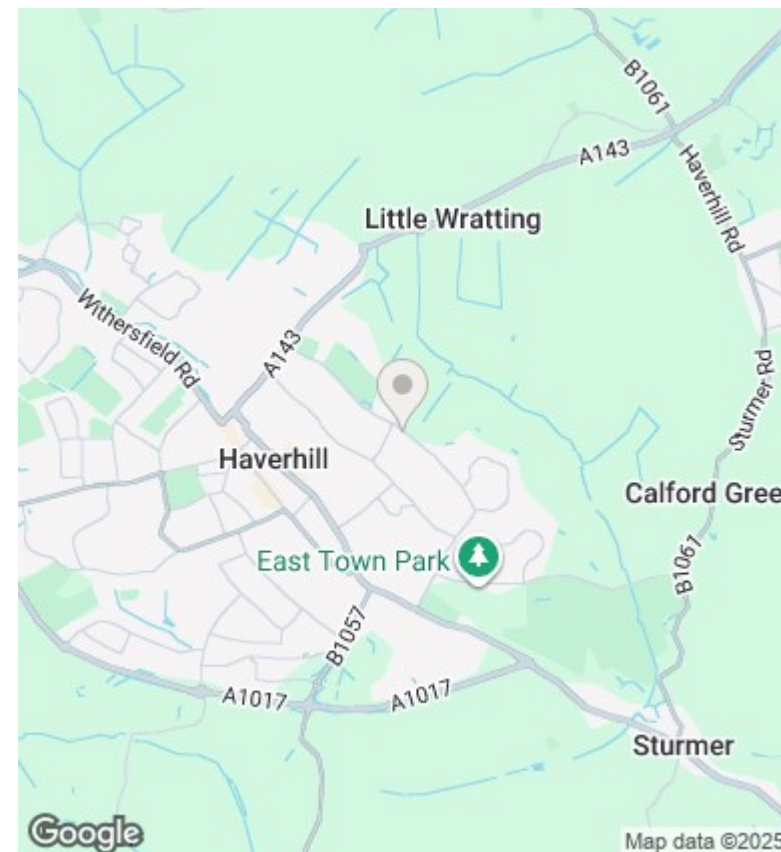 B1061
A143
Haverhill Rd
Little Wratting
Withersfield Rd
A143
Sturmer Rd
Haverhill
Calford Gree
East Town Park
B1061
B1057
A1017
A1017
Sturmer
Google
Map data ©2025